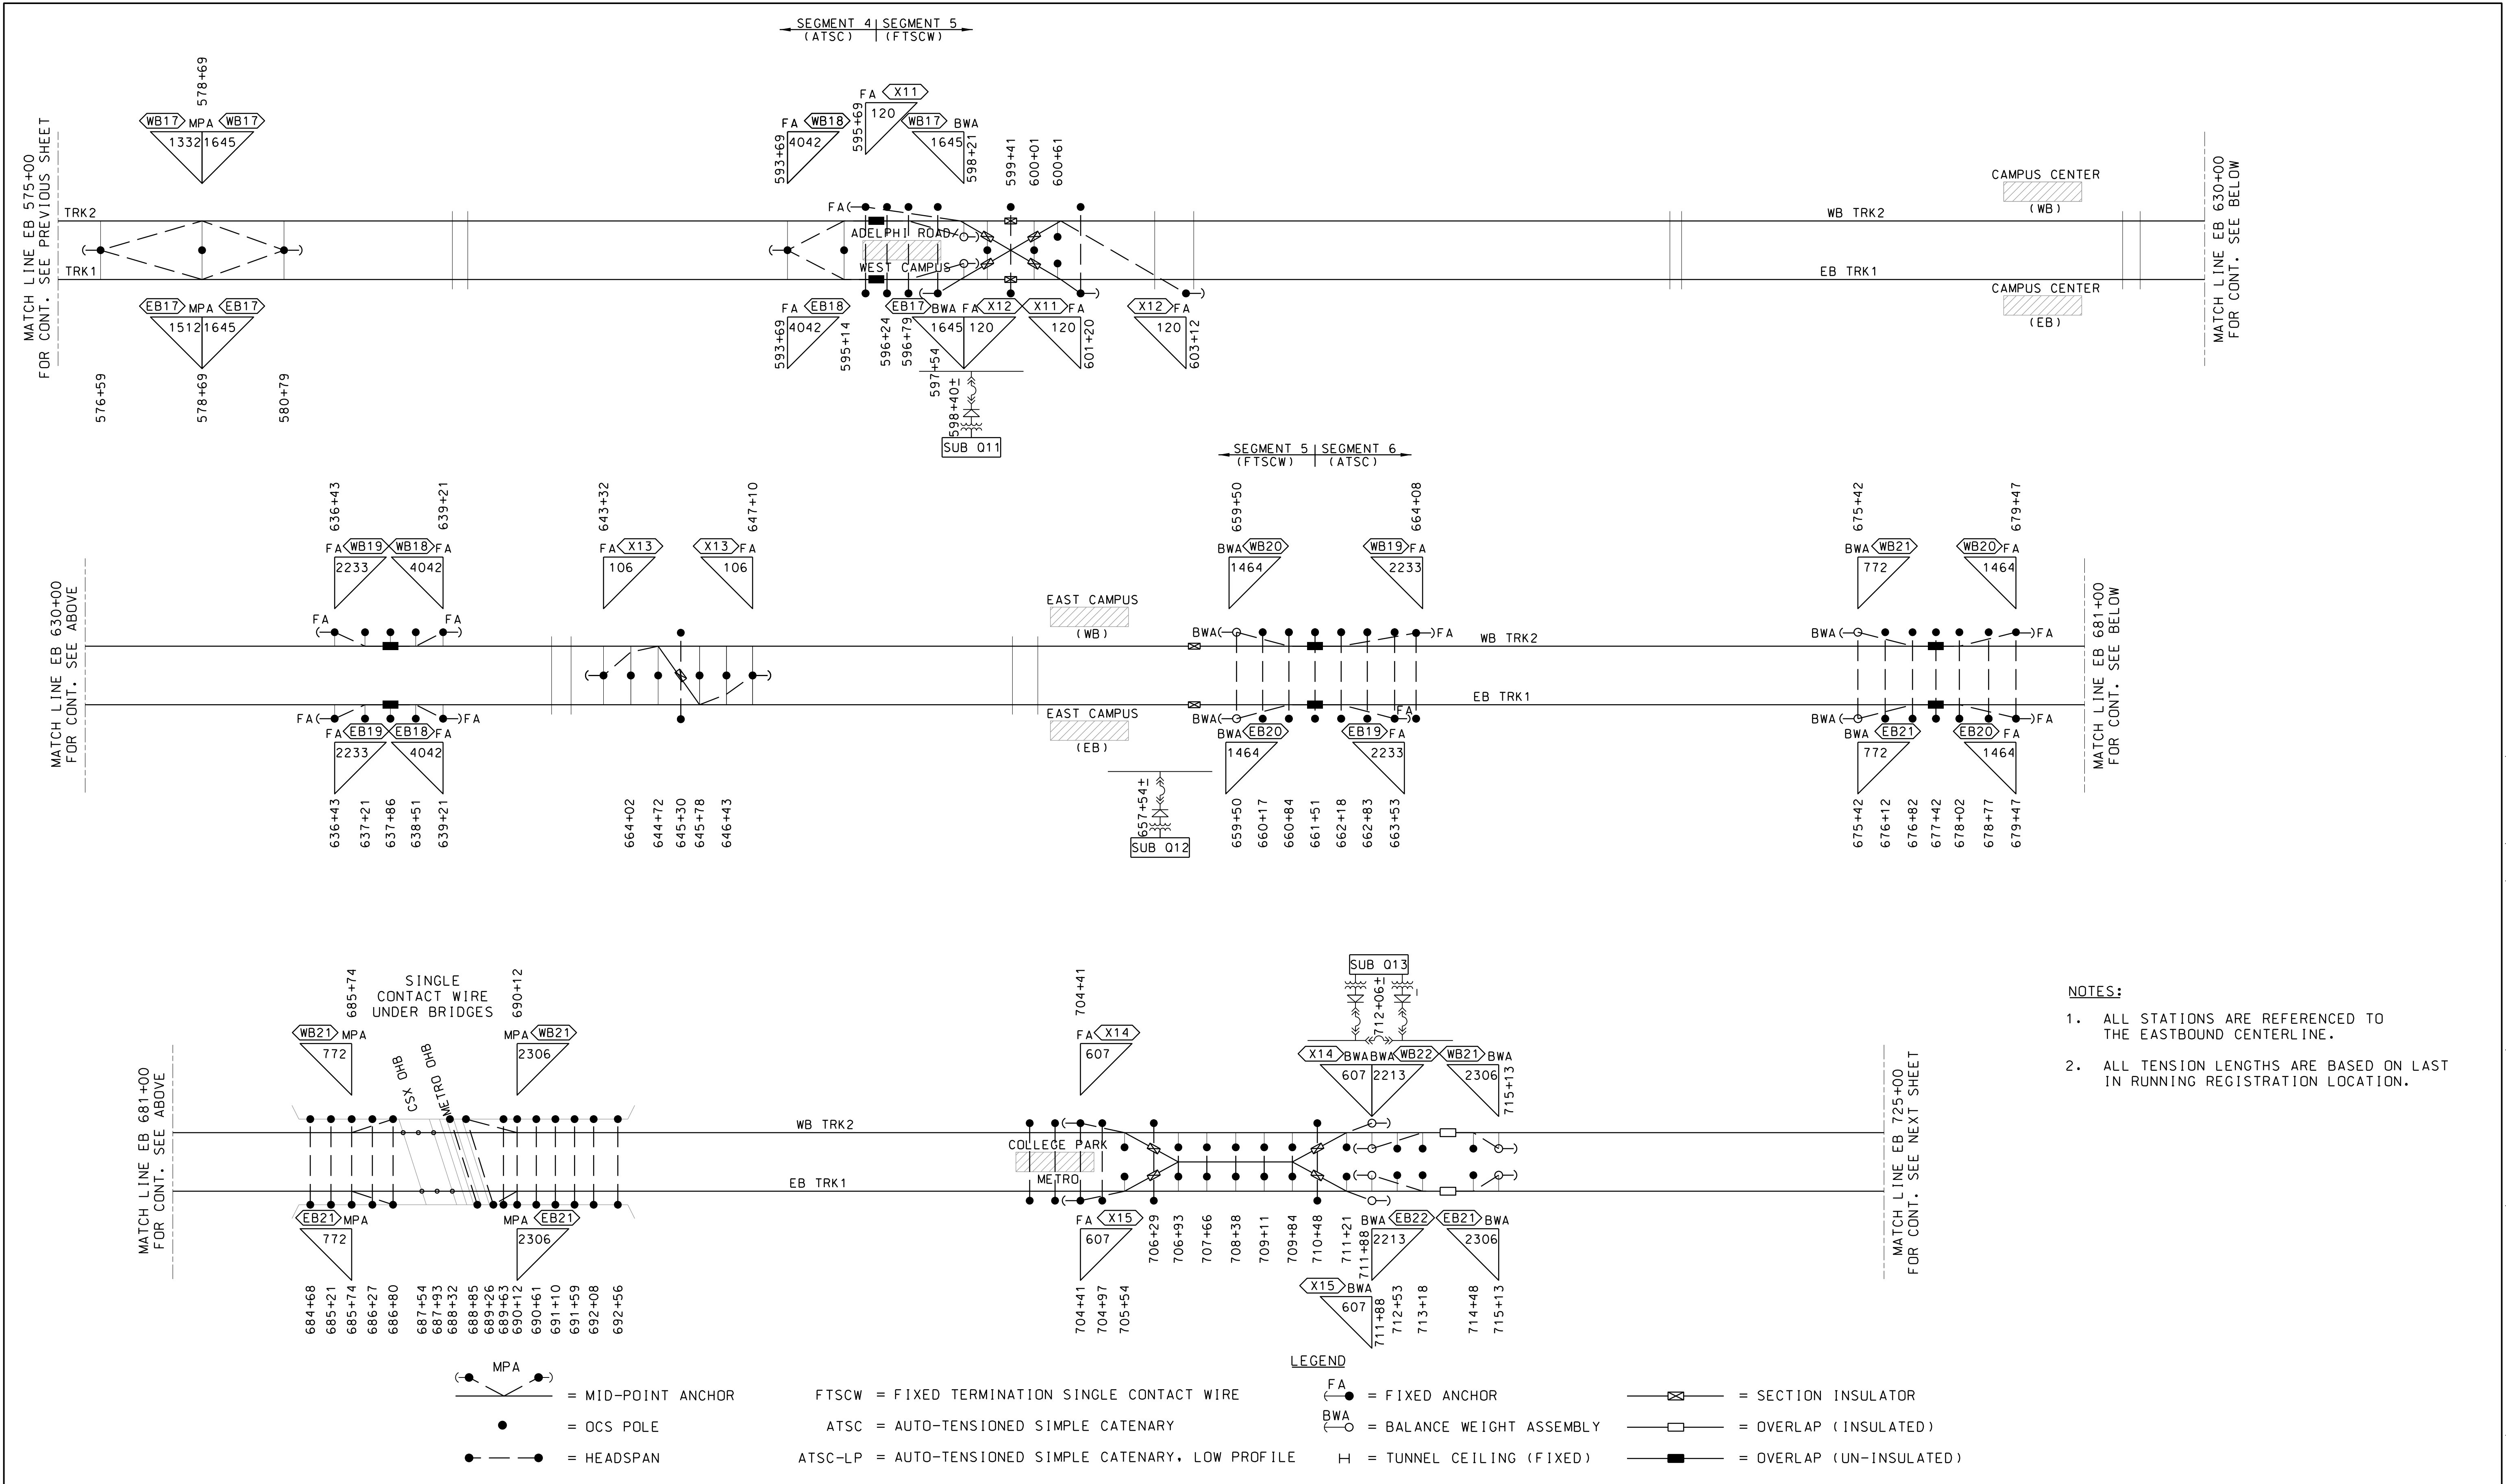 SEGMENT 4 | SEGMENT 5
(ATSC) (FTSCW)
578+69
WB17 MPA WB17
1332 1645
FA WB18
4042
593+69
FA X11
120
595+69
WB17 BWA
1645
598+21
599+41
600+01
600+61
MATCH LINE EB 575+00
FOR CONT. SEE PREVIOUS SHEET
TRK2
TRK1
FA
ADELPHI ROAD/
WEST CAMPUS
WB TRK2
EB TRK1
CAMPUS CENTER
(WB)
CAMPUS CENTER
(EB)
MATCH LINE EB 630+00
FOR CONT. SEE BELOW
EB17 MPA EB17
1512 1645
FA EB18
4042
EB17 BWA FA X12
1645 120
X11 FA
120
X12 FA
120
576+59
578+69
580+79
593+69
595+14
596+24
596+79
597+54
598+40±
601+20
603+12
SUB Q11
SEGMENT 5 | SEGMENT 6
(FTSCW) (ATSC)
636+43
639+21
643+32
647+10
659+50
664+08
675+42
679+47
FA WB19 WB18 FA
2233 4042
FA X13
106
X13 FA
106
BWA WB20
1464
WB19 FA
2233
BWA WB21
772
WB20 FA
1464
MATCH LINE EB 630+00
FOR CONT. SEE ABOVE
FA FA
FA FA
EAST CAMPUS
(WB)
EAST CAMPUS
(EB)
BWA FA
BWA FA
WB TRK2
EB TRK1
BWA FA
BWA FA
MATCH LINE EB 681+00
FOR CONT. SEE BELOW
FA EB19 EB18 FA
2233 4042
BWA EB20
1464
EB19 FA
2233
BWA EB21
772
EB20 FA
1464
636+43
637+21
637+86
638+51
639+21
664+02
644+72
645+30
645+78
646+43
657+54±
SUB Q12
659+50
660+17
660+84
661+51
662+18
662+83
663+53
675+42
676+12
676+82
677+42
678+02
678+77
679+47
685+74
SINGLE
CONTACT WIRE
UNDER BRIDGES
690+12
WB21 MPA
772
MPA WB21
2306
CSX OHB
METRO OHB
704+41
FA X14
607
SUB Q13
712+06±
X14 BWA BWA WB22
607 2213
WB21 BWA
2306
715+13
MATCH LINE EB 681+00
FOR CONT. SEE ABOVE
WB TRK2
EB TRK1
COLLEGE PARK
METRO
MATCH LINE EB 725+00
FOR CONT. SEE NEXT SHEET
EB21 MPA
772
MPA EB21
2306
FA X15
607
BWA EB22
2213
EB21 BWA
2306
X15 BWA
607
684+68
685+21
685+74
686+27
686+80
687+54
687+93
688+32
688+85
689+26
689+63
690+12
690+61
691+10
691+59
692+08
692+56
704+41
704+97
705+54
706+29
706+93
707+66
708+38
709+11
709+84
710+48
711+21
711+88
711+88
712+53
713+18
714+48
715+13
NOTES:
1. ALL STATIONS ARE REFERENCED TO
THE EASTBOUND CENTERLINE.
2. ALL TENSION LENGTHS ARE BASED ON LAST
IN RUNNING REGISTRATION LOCATION.
LEGEND
MPA = MID-POINT ANCHOR
= OCS POLE
= HEADSPAN
FTSCW = FIXED TERMINATION SINGLE CONTACT WIRE
ATSC = AUTO-TENSIONED SIMPLE CATENARY
ATSC-LP = AUTO-TENSIONED SIMPLE CATENARY, LOW PROFILE
FA = FIXED ANCHOR
BWA = BALANCE WEIGHT ASSEMBLY
= TUNNEL CEILING (FIXED)
= SECTION INSULATOR
= OVERLAP (INSULATED)
= OVERLAP (UN-INSULATED)